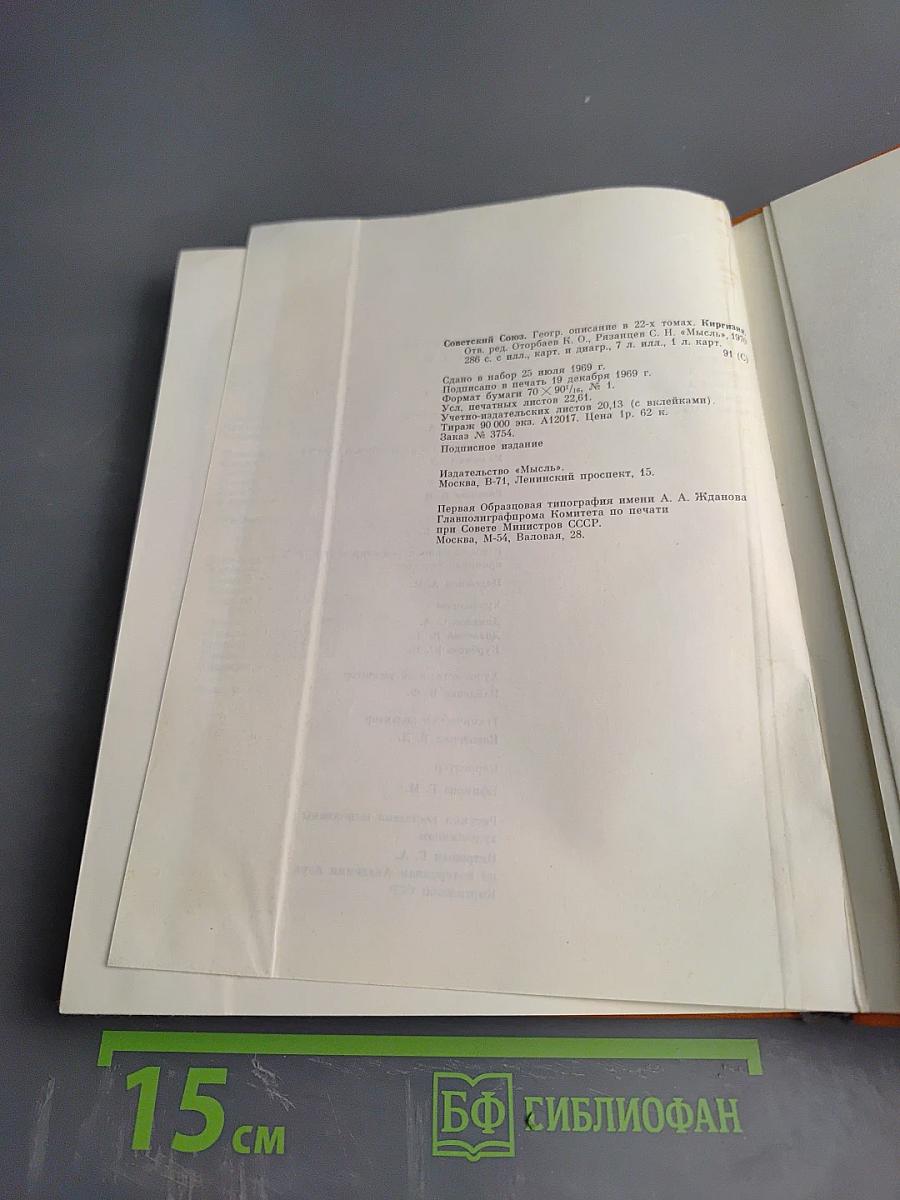 Советский Союз. Геогр. описание в 22-х томах. Киргизия.
Отв. ред. Оторбаев К. О., Рязанцев С. Н. «Мысль», 1970
286 с. с илл., карт. и диагр., 7 л. илл., 1 л. карт.
91 (С)
Сдано в набор 25 июля 1969 г.
Подписано в печать 19 декабря 1969 г.
Формат бумаги 70×90¹/₁₆, № 1.
Усл. печатных листов 22,61.
Учетно-издательских листов 20,13 (с вклейками).
Тираж 90 000 экз. А12017. Цена 1р. 62 к.
Заказ № 3754.
Подписное издание
Издательство «Мысль».
Москва, В-71, Ленинский проспект, 15.
Первая Образцовая типография имени А. А. Жданова
Главполиграфпрома Комитета по печати
при Совете Министров СССР.
Москва, М-54, Валовая, 28.
15 см
БФ БИБЛИОФАН